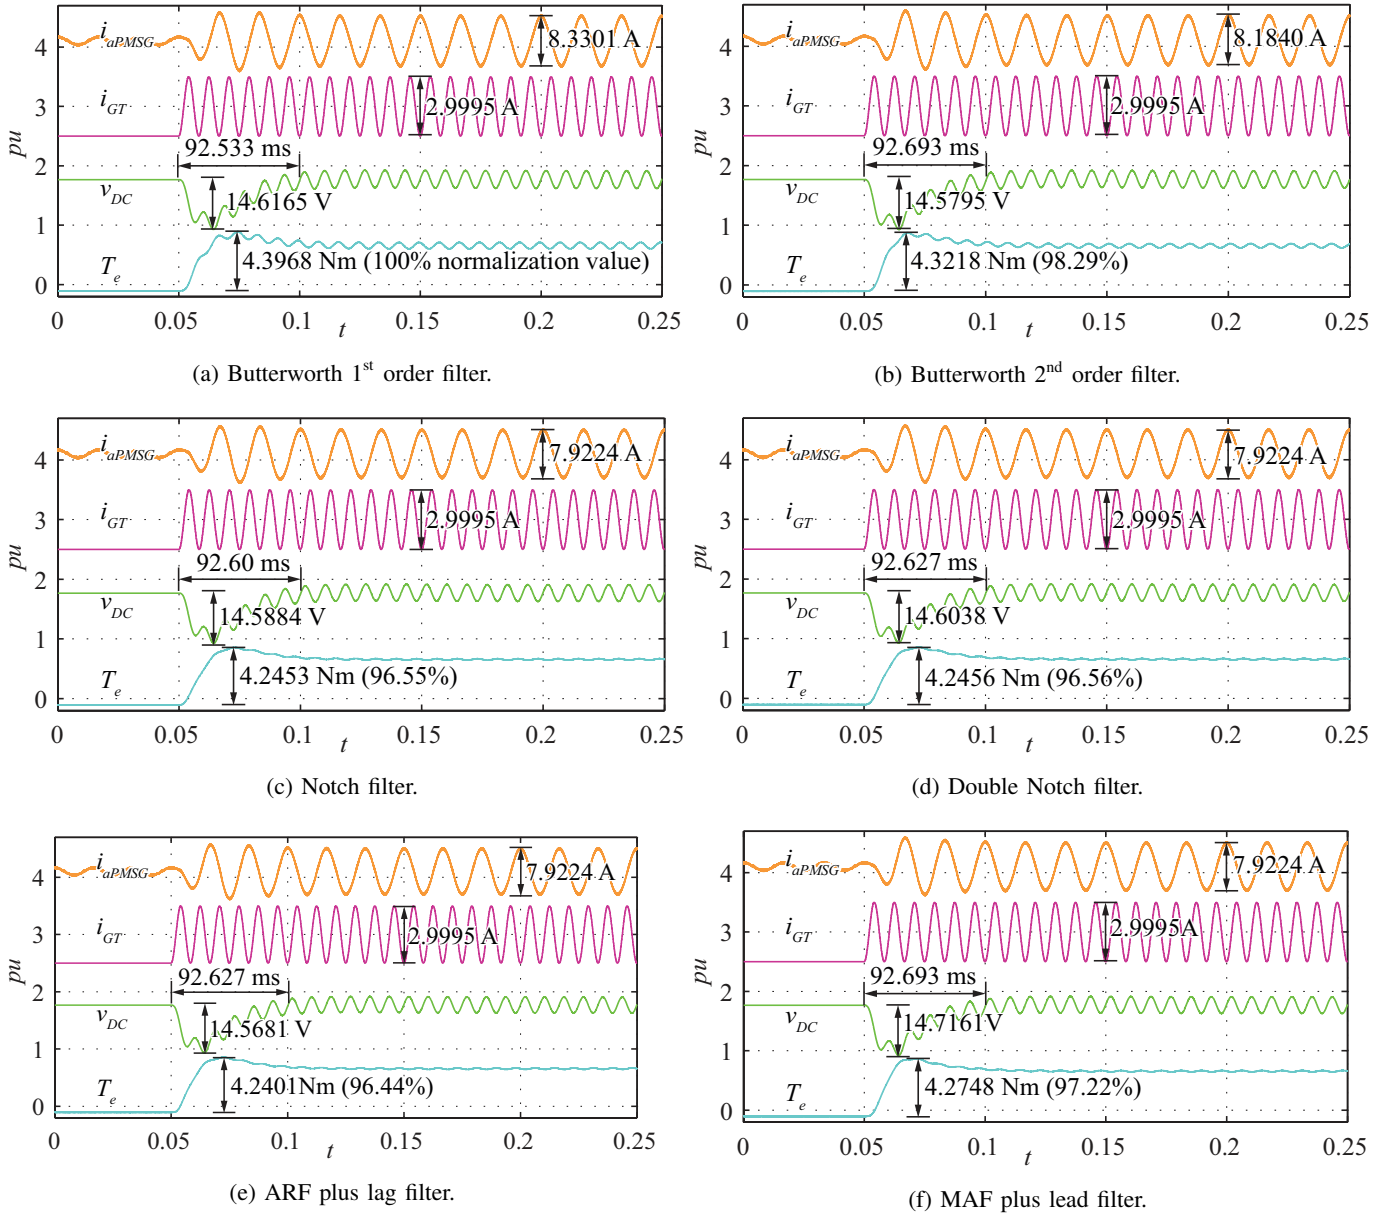 i_aPMSG
8.3301 A
i_GT
2.9995 A
92.533 ms
v_DC
14.6165 V
T_e
4.3968 Nm (100% normalization value)
pu
4
3
2
1
0
0 0.05 0.1 0.15 0.2 0.25
t
(a) Butterworth 1st order filter.
i_aPMSG
8.1840 A
i_GT
2.9995 A
92.693 ms
v_DC
14.5795 V
T_e
4.3218 Nm (98.29%)
pu
4
3
2
1
0
0 0.05 0.1 0.15 0.2 0.25
t
(b) Butterworth 2nd order filter.
i_aPMSG
7.9224 A
i_GT
2.9995 A
92.60 ms
v_DC
14.5884 V
T_e
4.2453 Nm (96.55%)
pu
4
3
2
1
0
0 0.05 0.1 0.15 0.2 0.25
t
(c) Notch filter.
i_aPMSG
7.9224 A
i_GT
2.9995 A
92.627 ms
v_DC
14.6038 V
T_e
4.2456 Nm (96.56%)
pu
4
3
2
1
0
0 0.05 0.1 0.15 0.2 0.25
t
(d) Double Notch filter.
i_aPMSG
7.9224 A
i_GT
2.9995 A
92.627 ms
v_DC
14.5681 V
T_e
4.2401Nm (96.44%)
pu
4
3
2
1
0
0 0.05 0.1 0.15 0.2 0.25
t
(e) ARF plus lag filter.
i_aPMSG
7.9224 A
i_GT
2.9995A
92.693 ms
v_DC
14.7161V
T_e
4.2748 Nm (97.22%)
pu
4
3
2
1
0
0 0.05 0.1 0.15 0.2 0.25
t
(f) MAF plus lead filter.